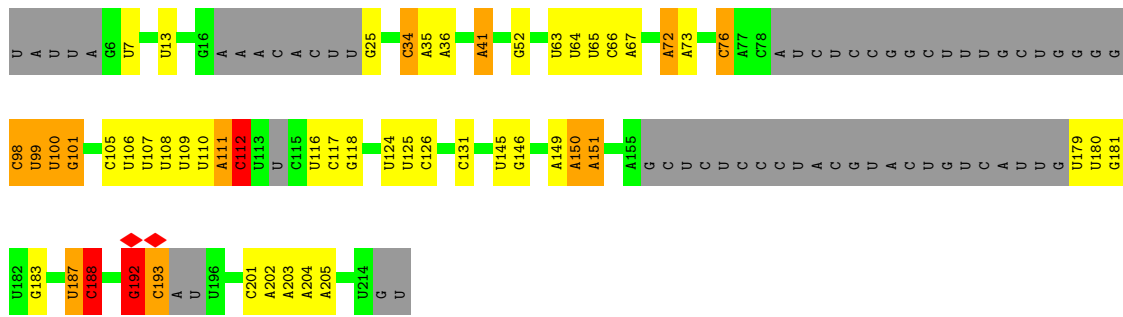 U A U U A G6 U7 U13 G16 A A A C A C U U G25 C34 A35 A36 A41 G52 U63 U64 U65 C66 A67 A72 A73 C76 A77 C78 A U C U C C G G C U U U G C U G G G G
C98 U99 U100 G101 C105 U106 U107 U108 U109 U110 A111 C112 U113 U C115 U116 C117 G118 U124 U125 C126 C131 U145 G146 A149 A150 A151 A155 G C U C U C C C U A C G U A C U G U C A U U G U179 U180 G181
U182 G183 U187 C188 G192 C193 A U U196 C201 A202 A203 A204 A205 U214 G U